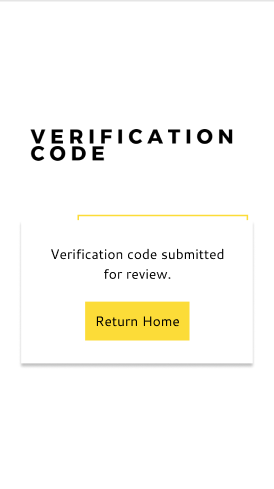 VERIFICATION
CODE
Verification code submitted
for review.
Return Home